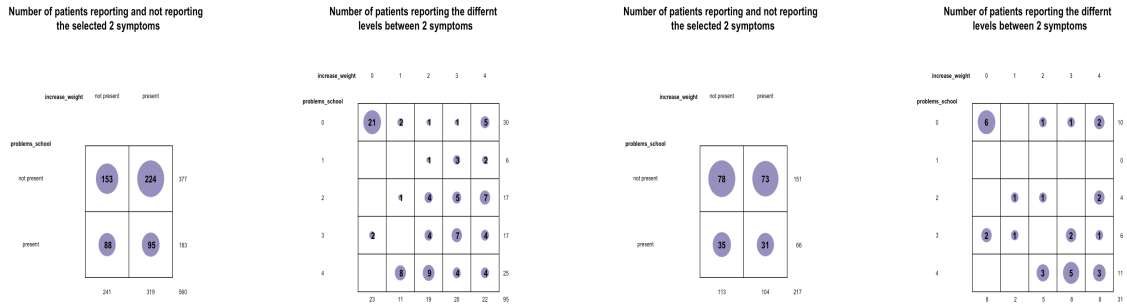 Number of patients reporting and not reporting
the selected 2 symptoms
increase_weight not present present
problems_school
not present 153 224 377
present 88 95 183
241 319 560
Number of patients reporting the differnt
levels between 2 symptoms
increase_weight 0 1 2 3 4
problems_school
0 21 2 1 1 5 30
1 1 3 2 6
2 1 4 5 7 17
3 2 4 7 4 17
4 8 9 4 4 25
23 11 19 20 22 95
Number of patients reporting and not reporting
the selected 2 symptoms
increase_weight not present present
problems_school
not present 78 73 151
present 35 31 66
113 104 217
Number of patients reporting the differnt
levels between 2 symptoms
increase_weight 0 1 2 3 4
problems_school
0 6 1 1 2 10
1 0
2 1 1 2 4
3 2 1 2 1 6
4 3 5 3 11
8 2 5 8 8 31